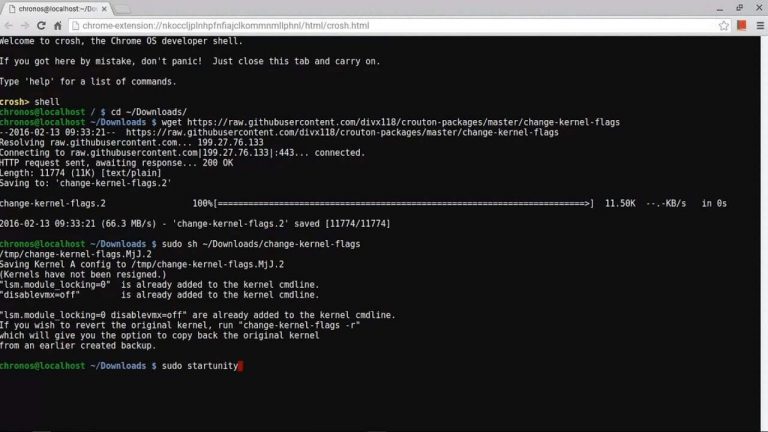 chronos@localhost:~/Do
chrome-extension://nkoccljplnhpfnfiajclkommnmllphnl/html/crosh.html
Welcome to crosh, the Chrome OS developer shell.
If you got here by mistake, don't panic!  Just close this tab and carry on.
Type 'help' for a list of commands.
crosh> shell
chronos@localhost / $ cd ~/Downloads/
chronos@localhost ~/Downloads $ wget https://raw.githubusercontent.com/divx118/crouton-packages/master/change-kernel-flags
--2016-02-13 09:33:21--  https://raw.githubusercontent.com/divx118/crouton-packages/master/change-kernel-flags
Resolving raw.githubusercontent.com... 199.27.76.133
Connecting to raw.githubusercontent.com|199.27.76.133|:443... connected.
HTTP request sent, awaiting response... 200 OK
Length: 11774 (11K) [text/plain]
Saving to: 'change-kernel-flags.2'
change-kernel-flags.2                100%[==========================================================================>]  11.50K  --.-KB/s   in 0s
2016-02-13 09:33:21 (66.3 MB/s) - 'change-kernel-flags.2' saved [11774/11774]
chronos@localhost ~/Downloads $ sudo sh ~/Downloads/change-kernel-flags
/tmp/change-kernel-flags.MjJ.2
Saving Kernel A config to /tmp/change-kernel-flags.MjJ.2
(Kernels have not been resigned.)
"lsm.module_locking=0"  is already added to the kernel cmdline.
"disablevmx=off"        is already added to the kernel cmdline.
"lsm.module_locking=0 disablevmx=off" are already added to the kernel cmdline.
If you wish to revert the original kernel, run "change-kernel-flags -r"
which will give you the option to copy back the original kernel
from an earlier created backup.
chronos@localhost ~/Downloads $ sudo startunity